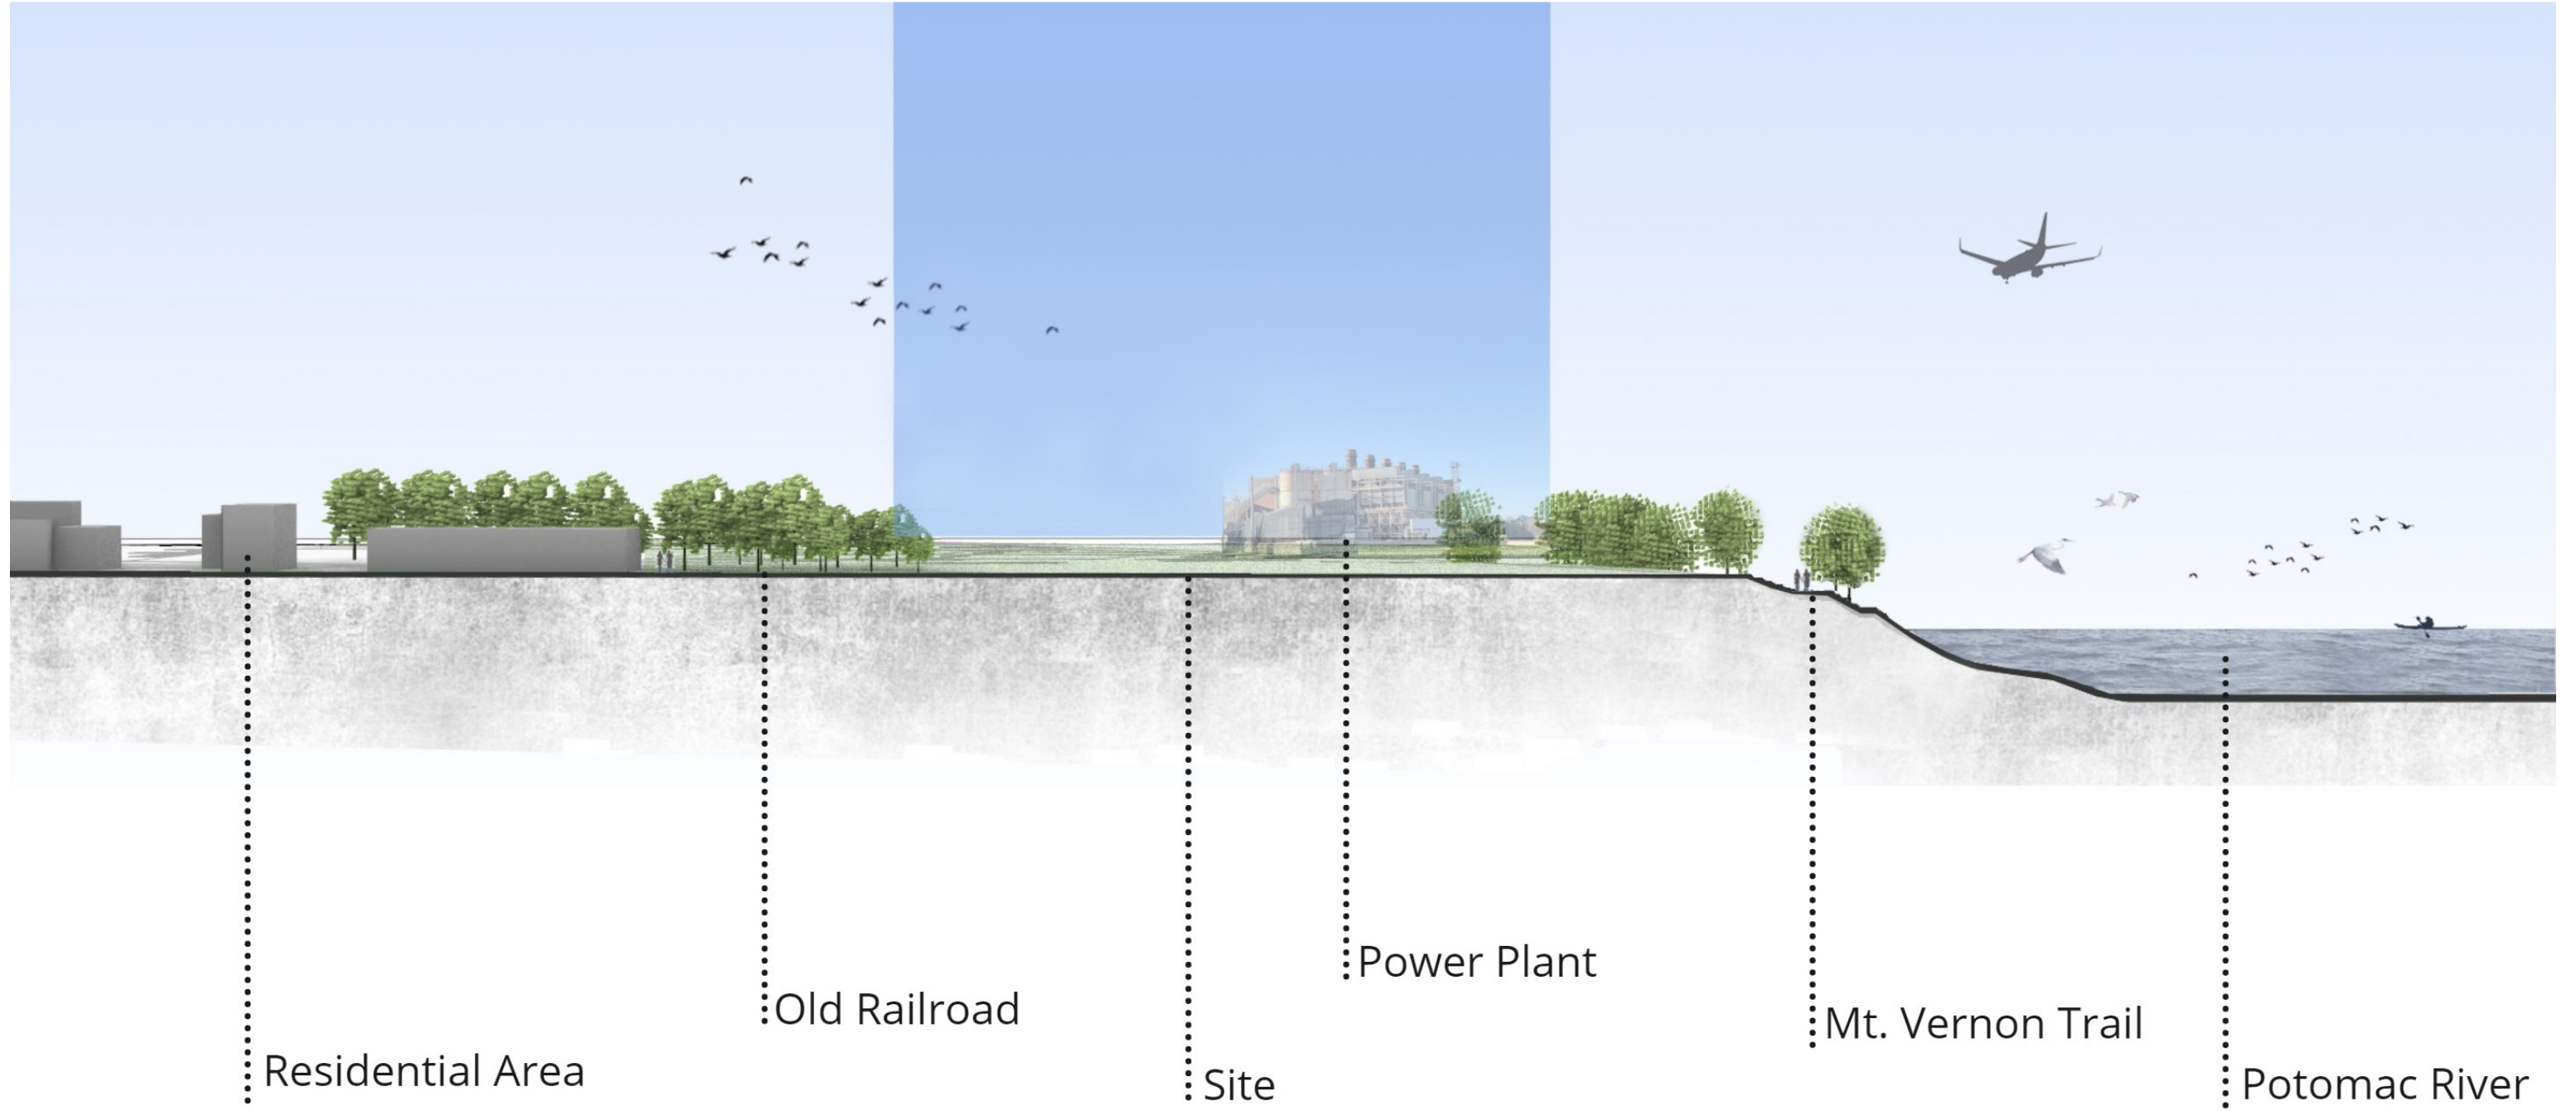 Residential Area
Old Railroad
Site
Power Plant
Mt. Vernon Trail
Potomac River